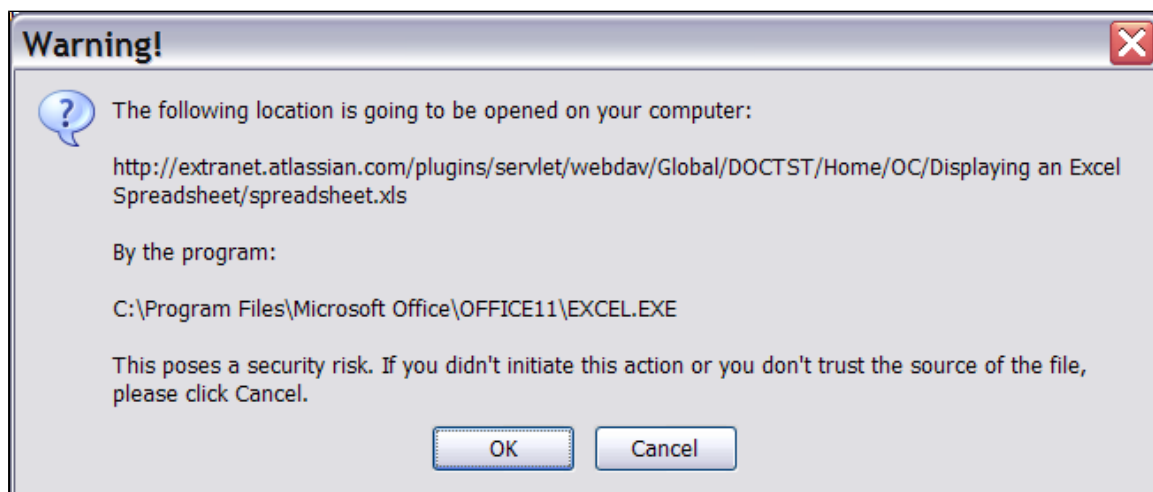 Warning!
The following location is going to be opened on your computer:
http://extranet.atlassian.com/plugins/servlet/webdav/Global/DOCTST/Home/OC/Displaying an Excel
Spreadsheet/spreadsheet.xls
By the program:
C:\Program Files\Microsoft Office\OFFICE11\EXCEL.EXE
This poses a security risk. If you didn't initiate this action or you don't trust the source of the file,
please click Cancel.
OK Cancel